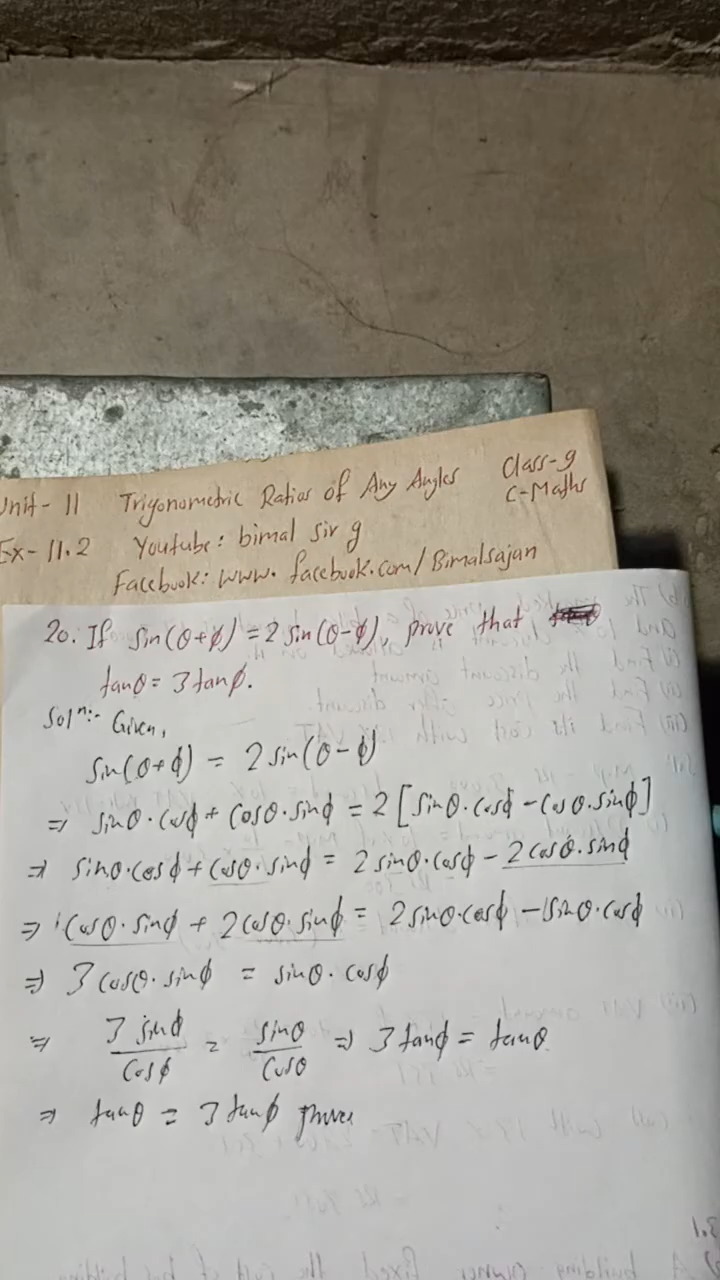 Unit- 11 Trigonometric Ratios of Any Angles Class-9
C-Maths
Ex- 11.2 Youtube: bimal sir g
Facebook: www.facebook.com/Bimalsajan
20. If sin(θ+ϕ)=2 sin(θ-ϕ), prove that
tanθ= 3 tanϕ.
Solⁿ:- Given,
sin(θ+ϕ) = 2 sin(θ-ϕ)
⇒ sinθ·cosϕ + cosθ·sinϕ = 2 [sinθ·cosϕ - cosθ.sinϕ]
⇒ sinθ·cosϕ + cosθ·sinϕ = 2 sinθ·cosϕ - 2 cosθ·sinϕ
⇒ 1cosθ·sinϕ + 2cosθ·sinϕ = 2sinθ·cosϕ - 1sinθ·cosϕ
⇒ 3 cosθ·sinϕ = sinθ·cosϕ
⇒ 3 sinϕ/cosϕ = sinθ/cosθ ⇒ 3 tanϕ = tanθ
⇒ tanθ = 3 tanϕ